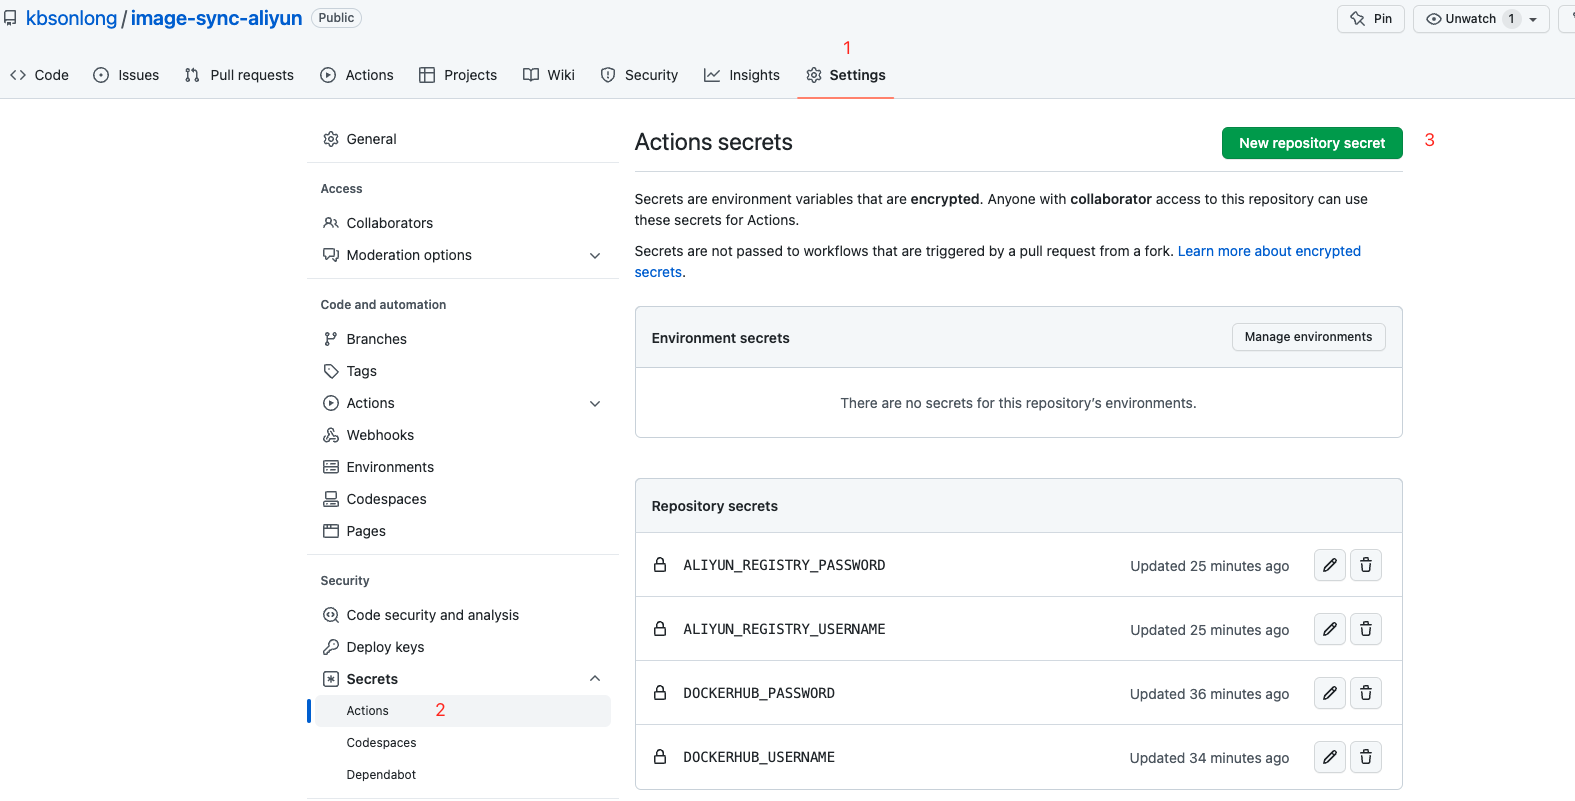 kbsonlong / image-sync-aliyun Public
Pin
Unwatch 1
1
Code Issues Pull requests Actions Projects Wiki Security Insights Settings
General
Access
Collaborators
Moderation options
Code and automation
Branches
Tags
Actions
Webhooks
Environments
Codespaces
Pages
Security
Code security and analysis
Deploy keys
Secrets
Actions 2
Codespaces
Dependabot
Actions secrets
New repository secret 3
Secrets are environment variables that are encrypted. Anyone with collaborator access to this repository can use
these secrets for Actions.
Secrets are not passed to workflows that are triggered by a pull request from a fork. Learn more about encrypted
secrets.
Environment secrets
Manage environments
There are no secrets for this repository’s environments.
Repository secrets
ALIYUN_REGISTRY_PASSWORD Updated 25 minutes ago
ALIYUN_REGISTRY_USERNAME Updated 25 minutes ago
DOCKERHUB_PASSWORD Updated 36 minutes ago
DOCKERHUB_USERNAME Updated 34 minutes ago